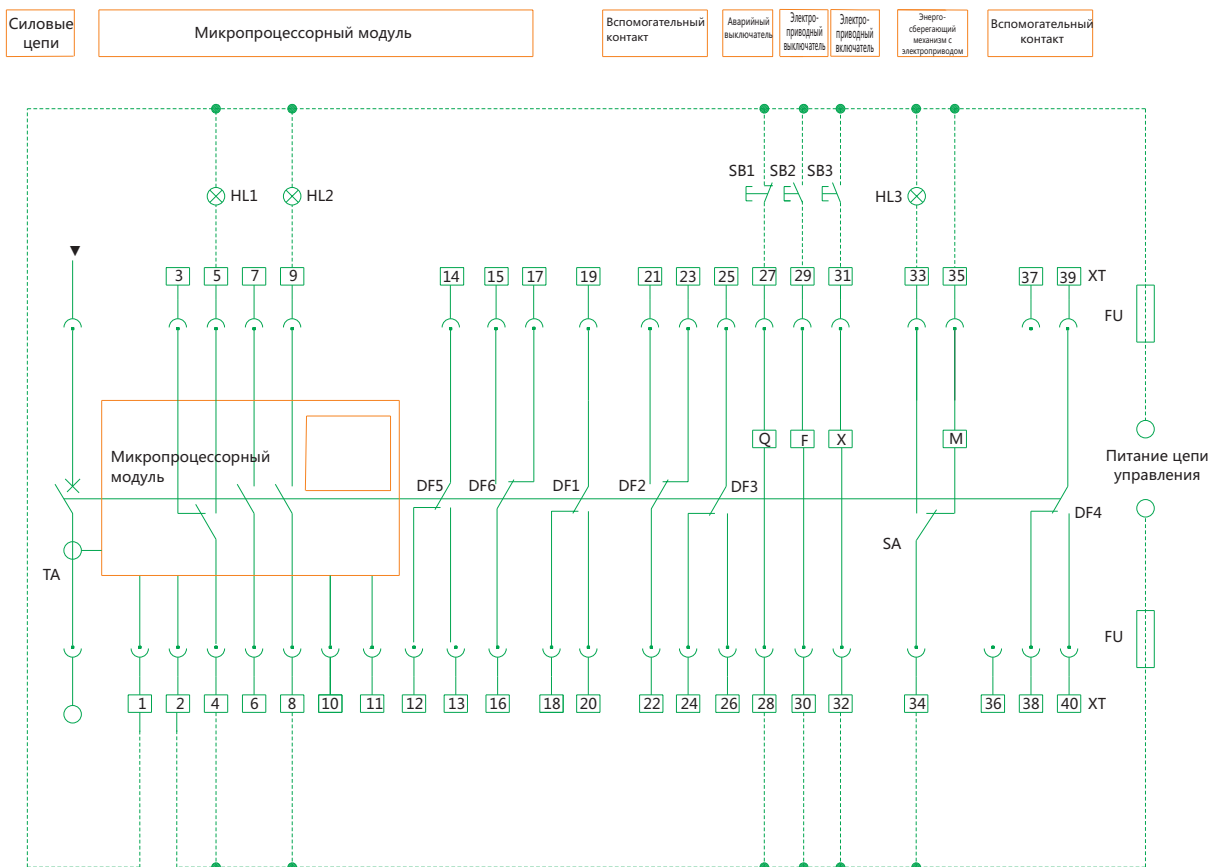 Силовые
цепи
Микропроцессорный модуль
Вспомогательный
контакт
Аварийный
выключатель
Электро-
приводный
выключатель
Электро-
приводный
включатель
Энерго-
сберегающий
механизм с
электроприводом
Вспомогательный
контакт
SB1 SB2 SB3
HL1 HL2 HL3
3 5 7 9 14 15 17 19 21 23 25 27 29 31 33 35 37 39 XT
FU
Микропроцессорный
модуль
Q F X M
Питание цепи
управления
DF5 DF6 DF1 DF2 DF3 DF4
SA
TA
FU
1 2 4 6 8 10 11 12 13 16 18 20 22 24 26 28 30 32 34 36 38 40 XT